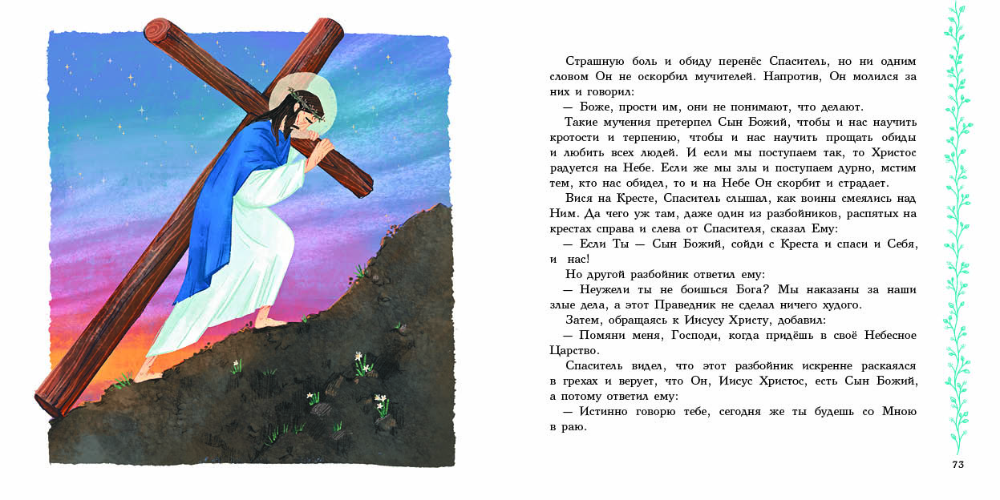 Страшную боль и обиду перенёс Спаситель, но ни одним
словом Он не оскорбил мучителей. Напротив, Он молился за
них и говорил:
— Боже, прости им, они не понимают, что делают.
Такие мучения претерпел Сын Божий, чтобы и нас научить
кротости и терпению, чтобы и нас научить прощать обиды
и любить всех людей. И если мы поступаем так, то Христос
радуется на Небе. Если же мы злы и поступаем дурно, мстим
тем, кто нас обидел, то и на Небе Он скорбит и страдает.
Вися на Кресте, Спаситель слышал, как воины смеялись над
Ним. Да чего уж там, даже один из разбойников, распятых на
крестах справа и слева от Спасителя, сказал Ему:
— Если Ты — Сын Божий, сойди с Креста и спаси и Себя,
и нас!
Но другой разбойник ответил ему:
— Неужели ты не боишься Бога? Мы наказаны за наши
злые дела, а этот Праведник не сделал ничего худого.
Затем, обращаясь к Иисусу Христу, добавил:
— Помяни меня, Господи, когда придёшь в своё Небесное
Царство.
Спаситель видел, что этот разбойник искренне раскаялся
в грехах и верует, что Он, Иисус Христос, есть Сын Божий,
а потому ответил ему:
— Истинно говорю тебе, сегодня же ты будешь со Мною
в раю.
73